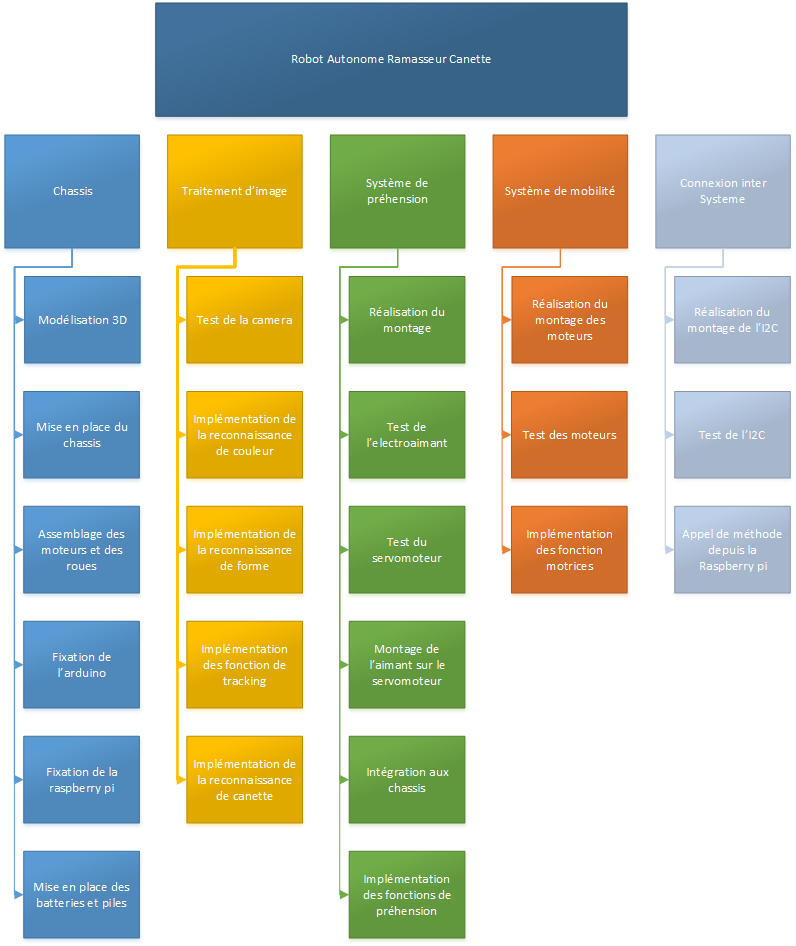 Robot Autonome Ramasseur Canette
Chassis
Modélisation 3D
Mise en place du
chassis
Assemblage des
moteurs et des
roues
Fixation de
l'arduino
Fixation de la
raspberry pi
Mise en place des
batteries et piles
Traitement d'image
Test de la camera
Implémentation de
la reconnaissance
de couleur
Implémentation de
la reconnaissance
de forme
Implémentation
des fonction de
tracking
Implémentation de
la reconnaissance
de canette
Système de
préhension
Réalisation du
montage
Test de
l'electroaimant
Test du
servomoteur
Montage de
l'aimant sur le
servomoteur
Intégration aux
chassis
Implémentation
des fonctions de
préhension
Système de mobilité
Réalisation du
montage des
moteurs
Test des moteurs
Implémentation
des fonction
motrices
Connexion inter
Systeme
Réalisation du
montage de l'I2C
Test de l'I2C
Appel de méthode
depuis la
Raspberry pi